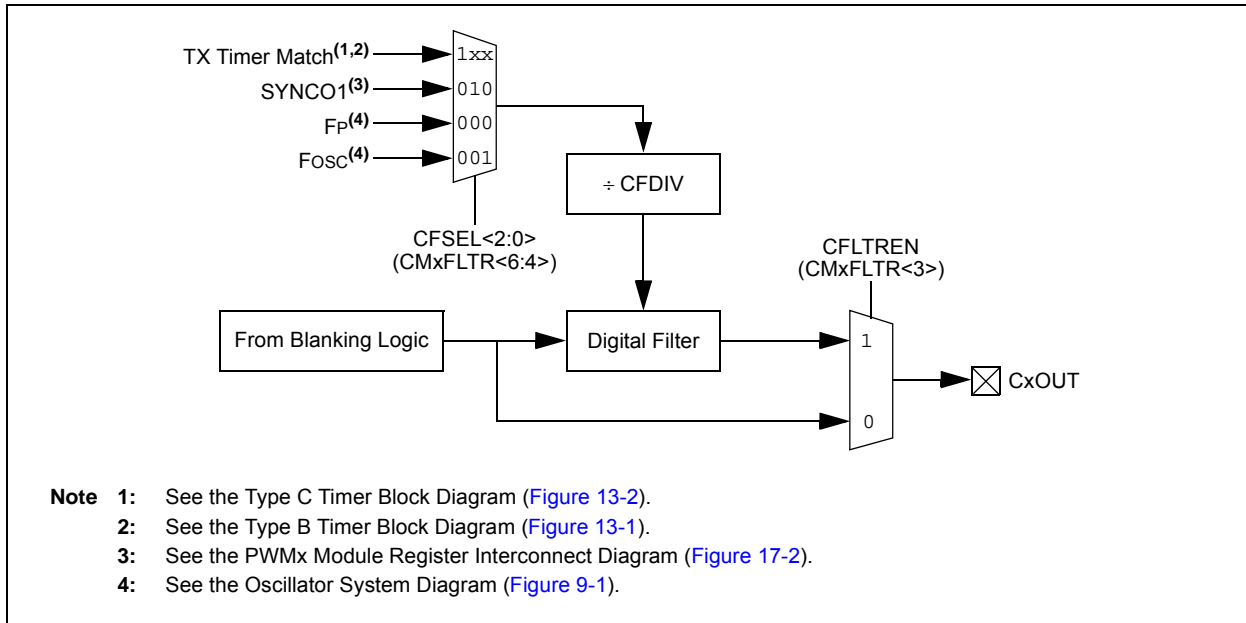 TX Timer Match(1,2)
1xx
SYNCO1(3)
010
FP(4)
000
FOSC(4)
001
÷ CFDIV
CFSEL<2:0>
(CMxFLTR<6:4>)
CFLTREN
(CMxFLTR<3>)
From Blanking Logic
Digital Filter
1
CxOUT
0
Note 1: See the Type C Timer Block Diagram (Figure 13-2).
2: See the Type B Timer Block Diagram (Figure 13-1).
3: See the PWMx Module Register Interconnect Diagram (Figure 17-2).
4: See the Oscillator System Diagram (Figure 9-1).